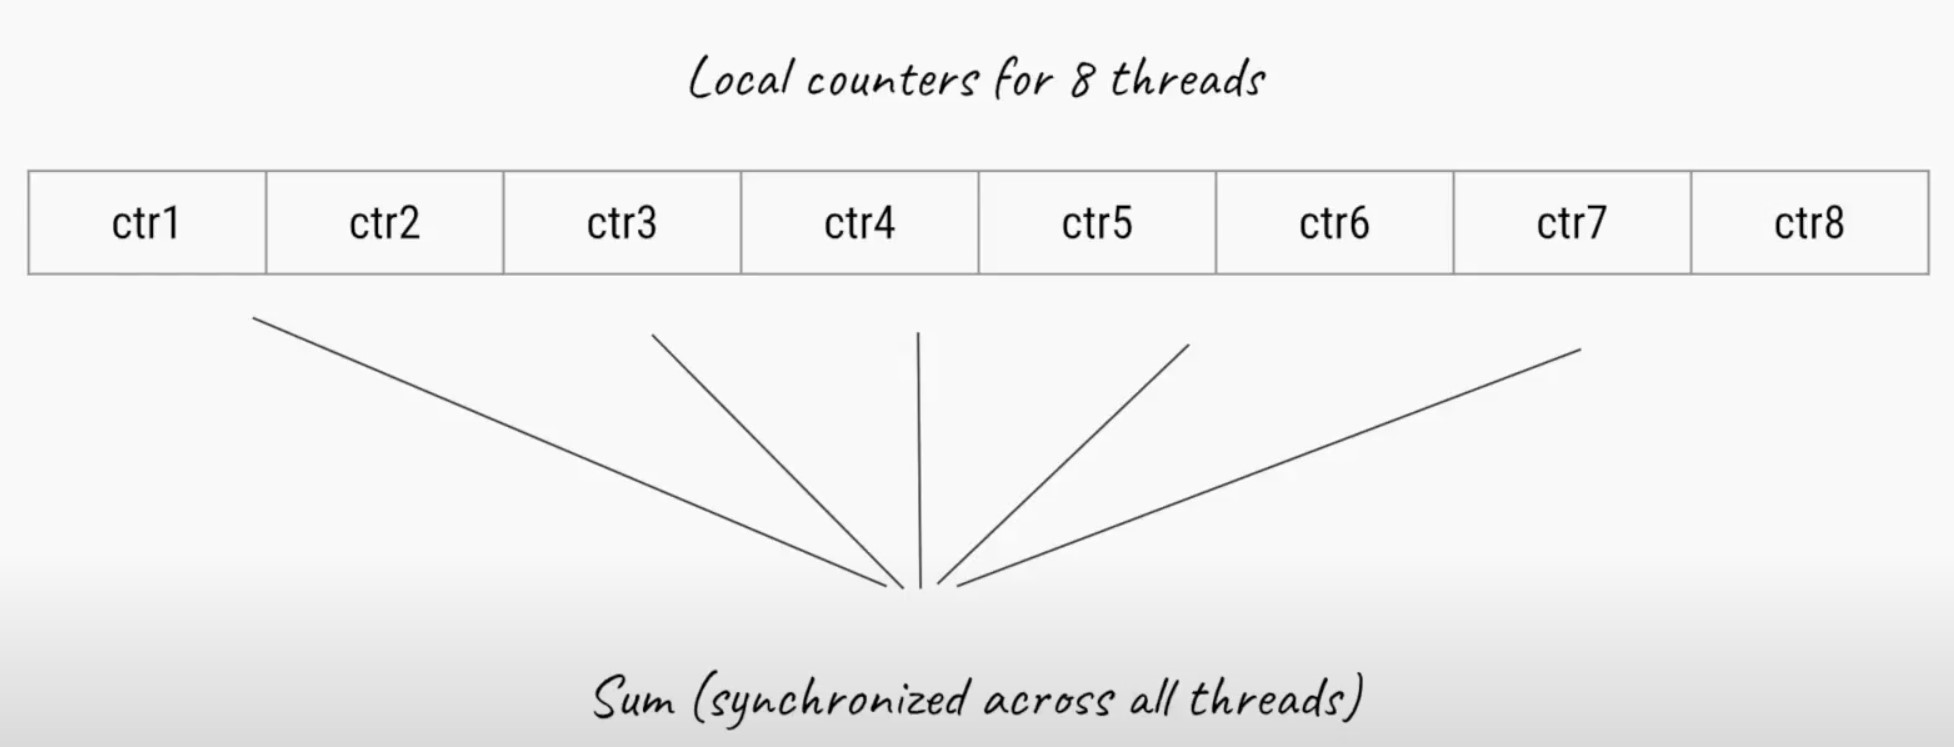 Local counters for 8 threads
ctr1 ctr2 ctr3 ctr4 ctr5 ctr6 ctr7 ctr8
Sum (synchronized across all threads)